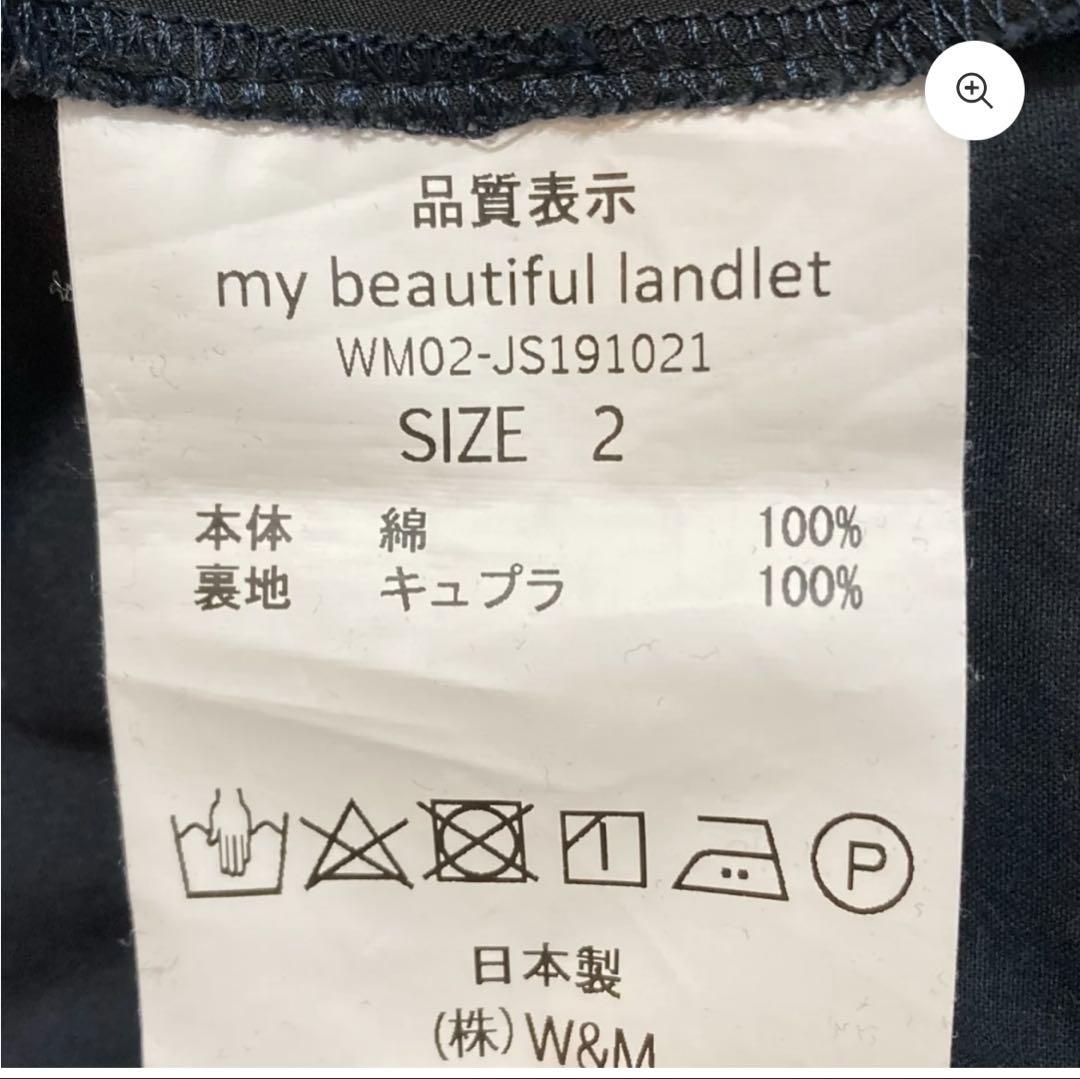 品質表示
my beautiful landlet
WM02-JS191021
SIZE 2
本体 綿 100%
裏地 キュプラ 100%
P
日本製
(株)W&M